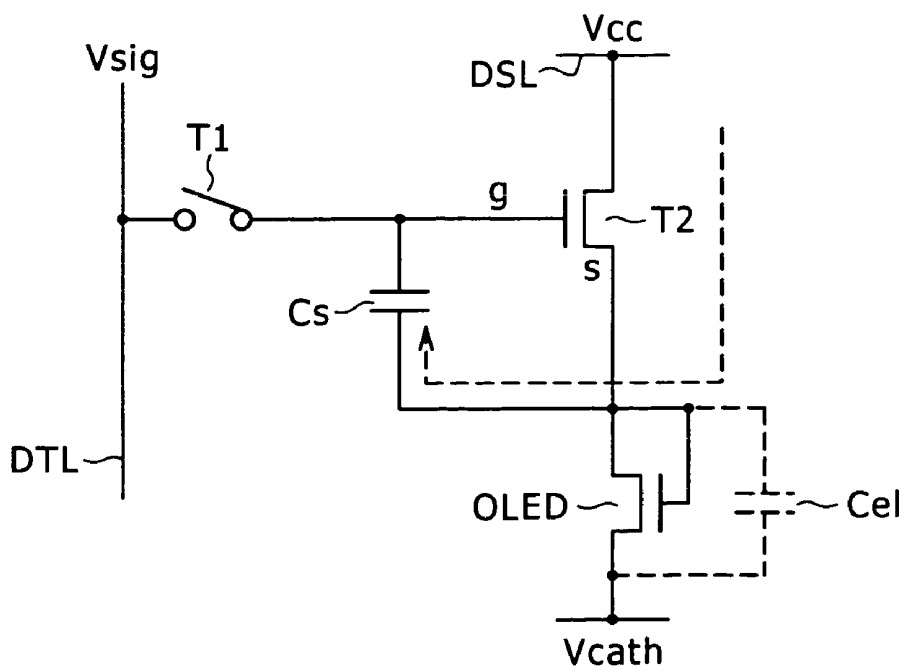 Vcc
Vsig
DSL
T1
g
T2
s
Cs
DTL
OLED
Cel
Vcath